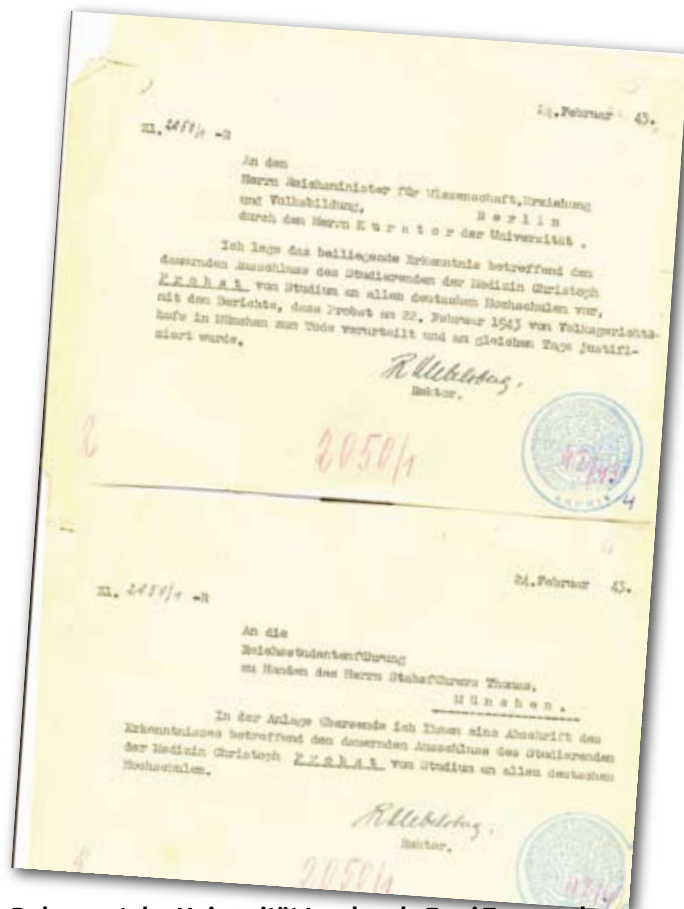 24. Februar 43.
Zl. 2050/1 -R
An den
Herrn Reichsminister für Wissenschaft, Erziehung
und Volksbildung, B e r l i n
durch den Herrn K u r a t o r der Universität .
Ich lege das beiliegende Erkenntnis betreffend den
dauernden Ausschluss des Studierenden der Medizin Christoph
P r o b s t vom Studium an allen deutschen Hochschulen vor,
mit dem Berichte, dass Probst am 22. Februar 1943 vom Volksgerichts-
hofe in München zum Tode verurteilt und am gleichen Tage justifi-
ziert wurde.
R Klebelsberg.
Rektor.
2050/1
24. Februar 43.
Zl. 2050/1 -R
An die
Reichsstudentenführung
zu Handen des Herrn Stabsführers Thomas,
M ü n c h e n .
In der Anlage übersende ich Ihnen eine Abschrift des
Erkenntnisses betreffend den dauernden Ausschluss des Studierenden
der Medizin Christoph P r o b s t vom Studium an allen deutschen
Hochschulen.
R Klebelsberg.
Rektor.
2050/1